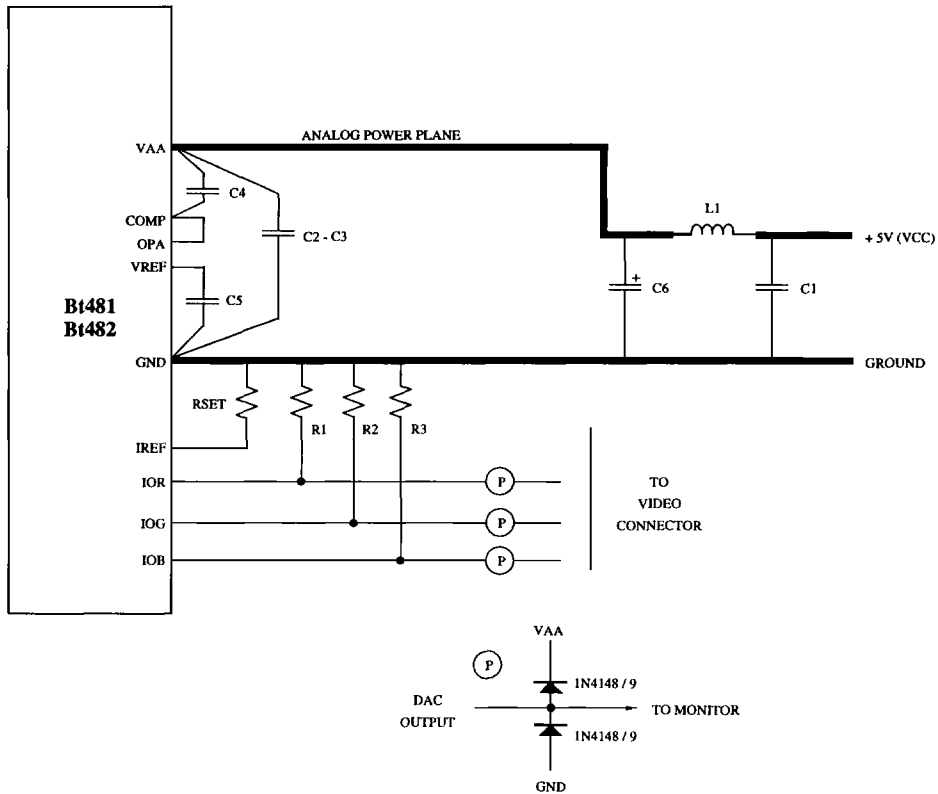 ANALOG POWER PLANE
VAA
C4
L1
COMP
C2 - C3
+ 5V (VCC)
OPA
VREF
+
C6
C1
C5
Bt481
Bt482
GND
GROUND
RSET
R1
R2
R3
IREF
IOR
P
TO
VIDEO
CONNECTOR
IOG
P
IOB
P
VAA
P
1N4148 / 9
DAC
OUTPUT
TO MONITOR
1N4148 / 9
GND